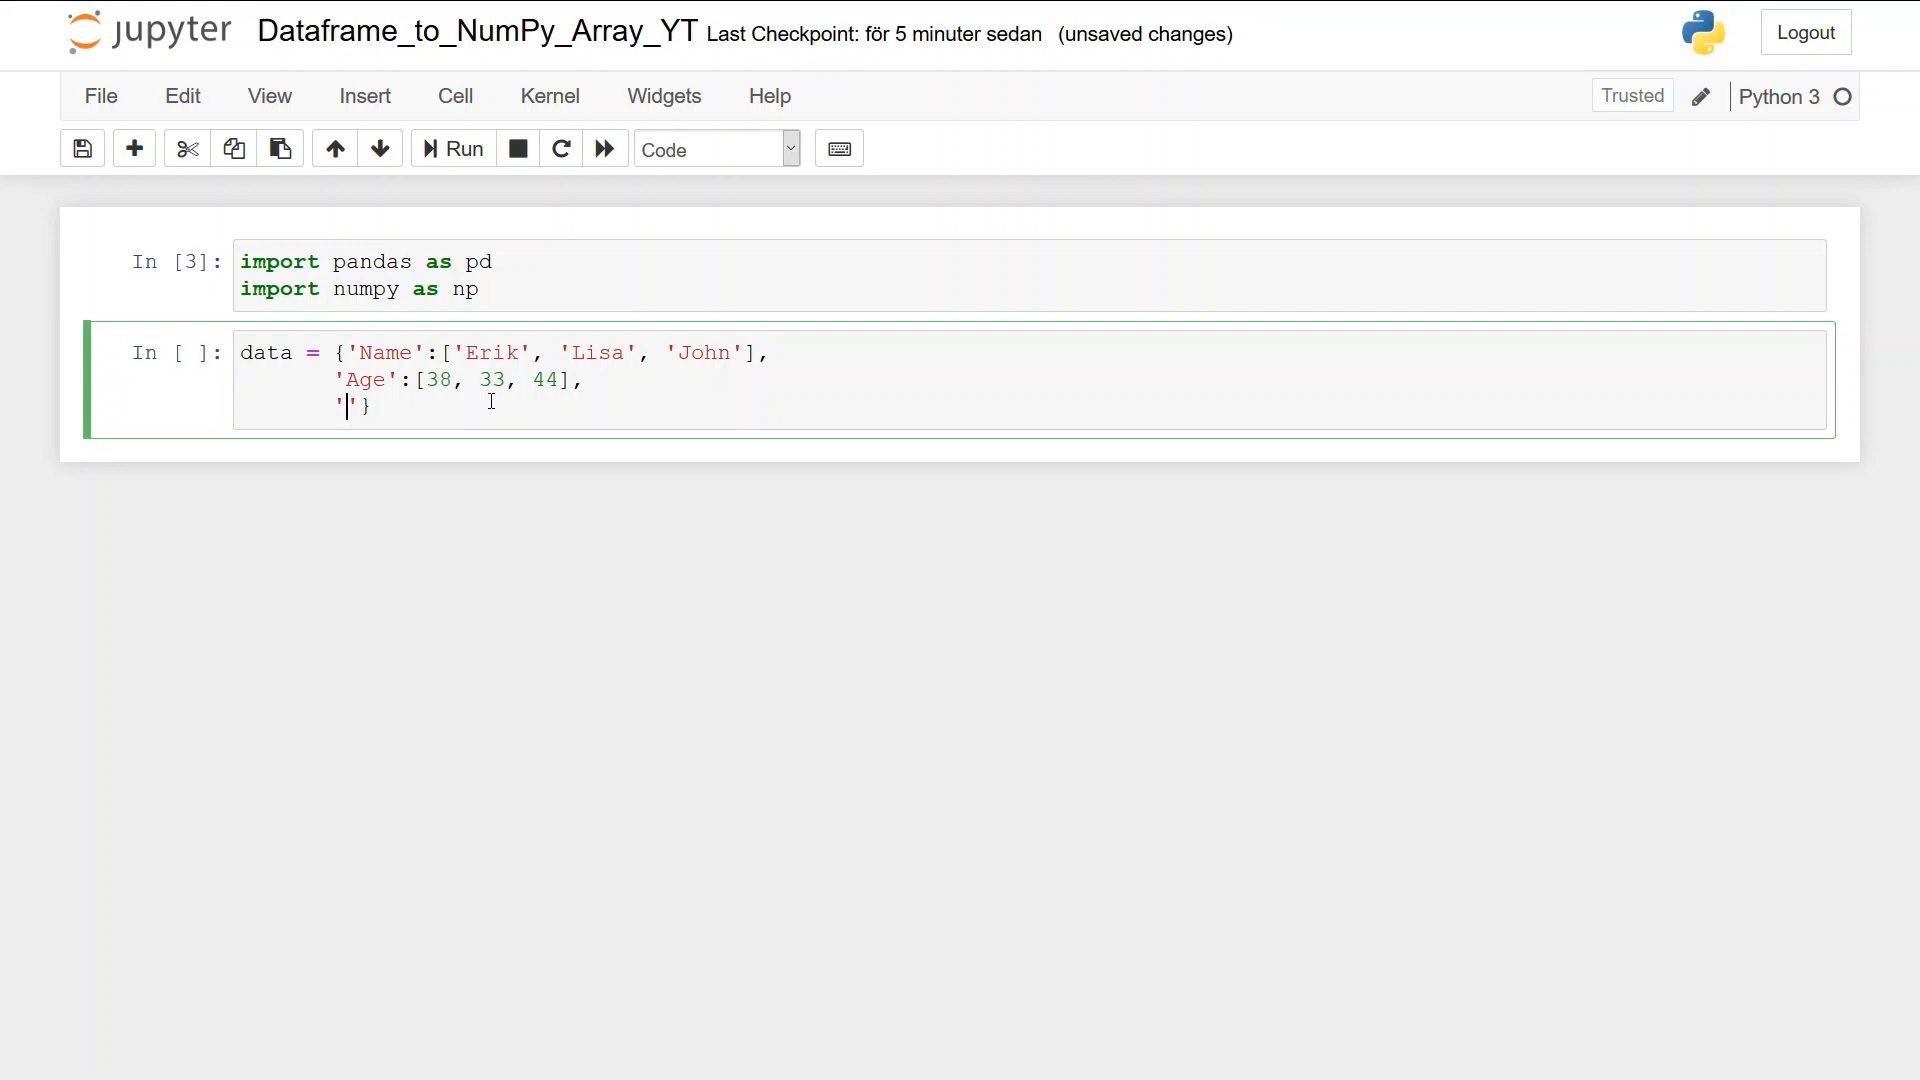 jupyter Dataframe_to_NumPy_Array_YT Last Checkpoint: för 5 minuter sedan (unsaved changes) Logout
File Edit View Insert Cell Kernel Widgets Help Trusted Python 3
Run Code
In [3]: import pandas as pd
import numpy as np
In [ ]: data = {'Name':['Erik', 'Lisa', 'John'],
'Age':[38, 33, 44],
''}